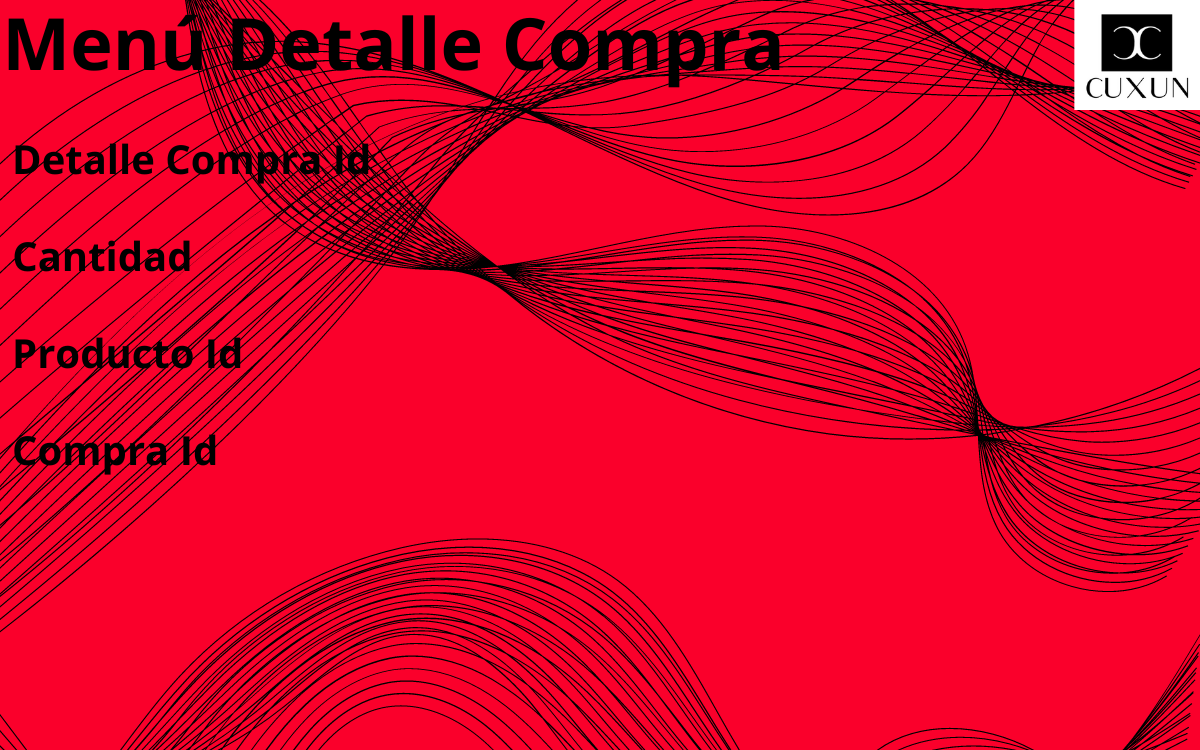 Menú Detalle Compra
CUXUN
Detalle Compra Id
Cantidad
Producto Id
Compra Id